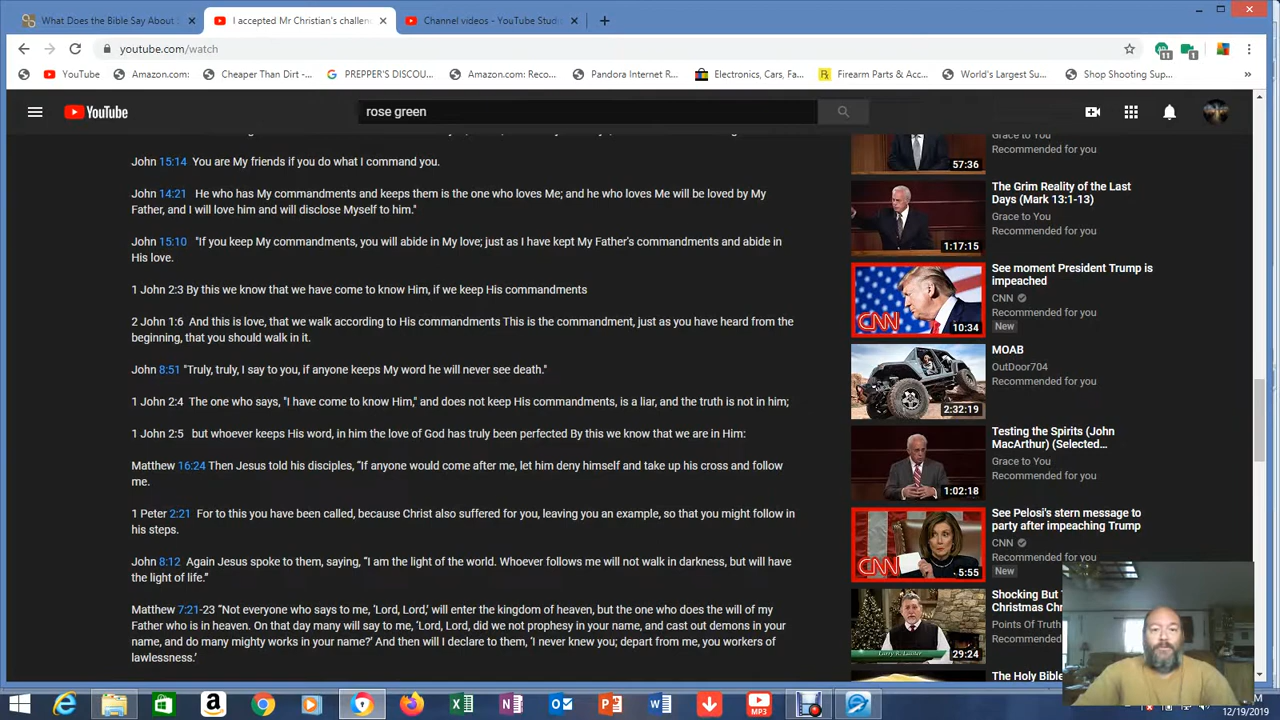 What Does the Bible Say About S
I accepted Mr Christian's challen
Channel videos - YouTube Studi
youtube.com/watch
11
1
YouTube
Amazon.com:
Cheaper Than Dirt -...
PREPPER'S DISCOU...
Amazon.com: Reco...
Pandora Internet R...
Electronics, Cars, Fa...
Firearm Parts & Acc...
World's Largest Su...
Shop Shooting Sup...
YouTube
rose green
John 15:14 You are My friends if you do what I command you.
John 14:21 He who has My commandments and keeps them is the one who loves Me; and he who loves Me will be loved by My
Father, and I will love him and will disclose Myself to him."
John 15:10 "If you keep My commandments, you will abide in My love; just as I have kept My Father's commandments and abide in
His love.
1 John 2:3 By this we know that we have come to know Him, if we keep His commandments
2 John 1:6 And this is love, that we walk according to His commandments This is the commandment, just as you have heard from the
beginning, that you should walk in it.
John 8:51 "Truly, truly, I say to you, if anyone keeps My word he will never see death."
1 John 2:4 The one who says, "I have come to know Him," and does not keep His commandments, is a liar, and the truth is not in him;
1 John 2:5 but whoever keeps His word, in him the love of God has truly been perfected By this we know that we are in Him:
Matthew 16:24 Then Jesus told his disciples, "If anyone would come after me, let him deny himself and take up his cross and follow
me.
1 Peter 2:21 For to this you have been called, because Christ also suffered for you, leaving you an example, so that you might follow in
his steps.
John 8:12 Again Jesus spoke to them, saying, "I am the light of the world. Whoever follows me will not walk in darkness, but will have
the light of life."
Matthew 7:21-23 "Not everyone who says to me, 'Lord, Lord,' will enter the kingdom of heaven, but the one who does the will of my
Father who is in heaven. On that day many will say to me, 'Lord, Lord, did we not prophesy in your name, and cast out demons in your
name, and do many mighty works in your name?' And then will I declare to them, 'I never knew you; depart from me, you workers of
lawlessness.'
57:36
Grace to You
Recommended for you
1:17:15
The Grim Reality of the Last
Days (Mark 13:1-13)
Grace to You
Recommended for you
CNN
10:34
See moment President Trump is
impeached
CNN
Recommended for you
New
2:32:19
MOAB
OutDoor704
Recommended for you
1:02:18
Testing the Spirits (John
MacArthur) (Selected...
Grace to You
Recommended for you
CNN
5:55
See Pelosi's stern message to
party after impeaching Trump
CNN
Recommended
New
29:24
Shocking But
Christmas Ch
Points Of Truth
Recommended
The Holy Bible
MP3
12/19/2019